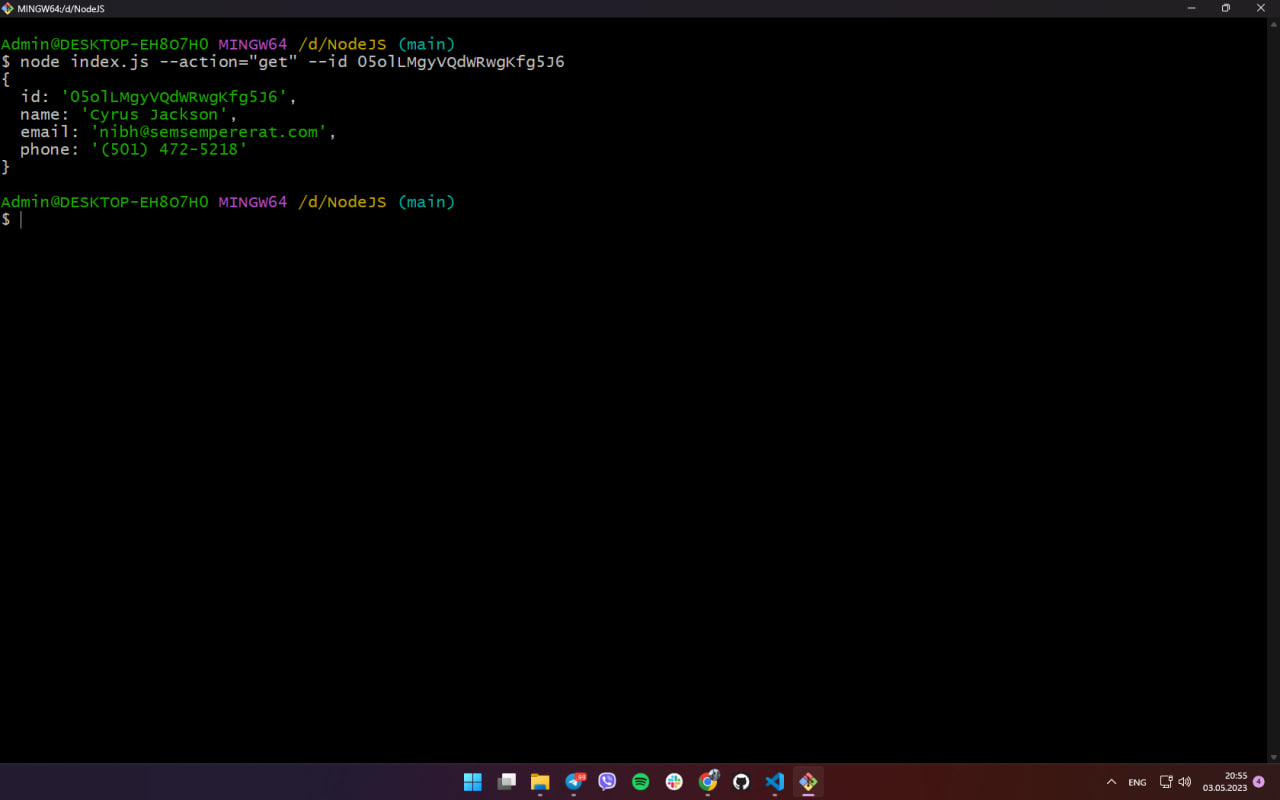 MINGW64:/d/NodeJS
Admin@DESKTOP-EH8O7H0 MINGW64 /d/NodeJS (main)
$ node index.js --action="get" --id O5olLMgyVQdWRwgKfg5J6
{
  id: 'O5olLMgyVQdWRwgKfg5J6',
  name: 'Cyrus Jackson',
  email: 'nibh@semsempererat.com',
  phone: '(501) 472-5218'
}
Admin@DESKTOP-EH8O7H0 MINGW64 /d/NodeJS (main)
$
99
ENG
20:55
03.05.2023
4